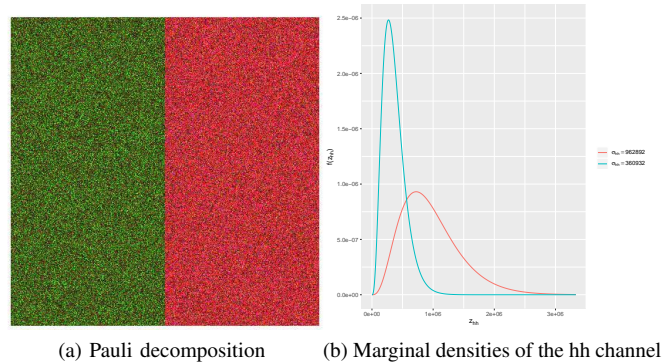 2.5e−06
2.0e−06
1.5e−06
1.0e−06
5.0e−07
0.0e+00
f(z_hh)
0e+00 1e+06 2e+06 3e+06
z_hh
σ_hh = 962892
σ_hh = 360932
(a) Pauli decomposition (b) Marginal densities of the hh channel